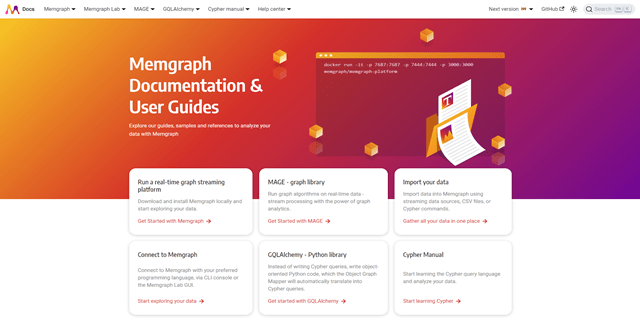 Docs Memgraph Memgraph Lab MAGE GQLAlchemy Cypher manual Help center Next version: GitHub Search
Memgraph
Documentation &
User Guides
Explore our guides, samples and references to analyze your
data with Memgraph
docker run -it -p 7687:7687 -p 7444:7444 -p 3000:3000
memgraph/memgraph-platform
T
Run a real-time graph streaming
platform
Download and install Memgraph locally and
start exploring your data.
Get Started with Memgraph →
MAGE - graph library
Run graph algorithms on real-time data -
stream processing with the power of graph
analytics.
Get Started with MAGE →
Import your data
Import data into Memgraph using
streaming data sources, CSV files, or
Cypher commands.
Gather all your data in one place →
Connect to Memgraph
Connect to Memgraph with your preferred
programming language, via CLI console or
the Memgraph Lab GUI.
Start exploring your data →
GQLAlchemy - Python library
Instead of writing Cypher queries, write object-
oriented Python code, which the Object Graph
Mapper will automatically translate into
Cypher queries.
Get started with GQLAlchemy →
Cypher Manual
Start learning the Cypher query language
and analyze your data.
Start learning Cypher →